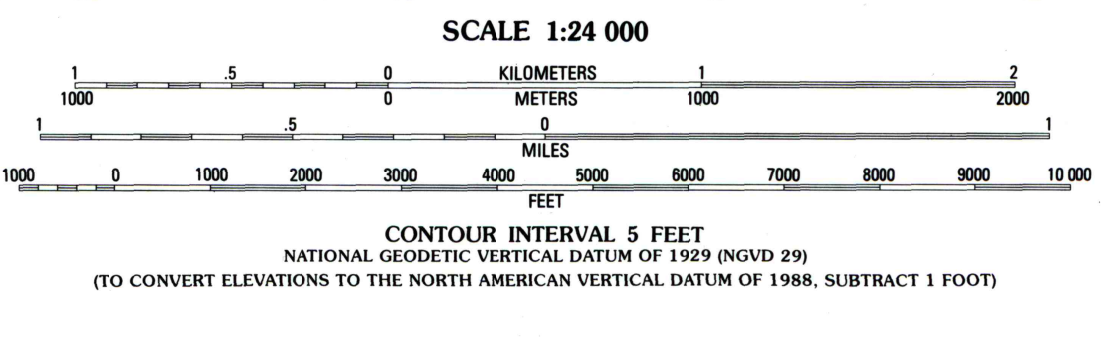 SCALE 1:24 000
1 .5 0 KILOMETERS 1 2
1000 0 METERS 1000 2000
1 .5 0 1
MILES
1000 0 1000 2000 3000 4000 5000 6000 7000 8000 9000 10 000
FEET
CONTOUR INTERVAL 5 FEET
NATIONAL GEODETIC VERTICAL DATUM OF 1929 (NGVD 29)
(TO CONVERT ELEVATIONS TO THE NORTH AMERICAN VERTICAL DATUM OF 1988, SUBTRACT 1 FOOT)